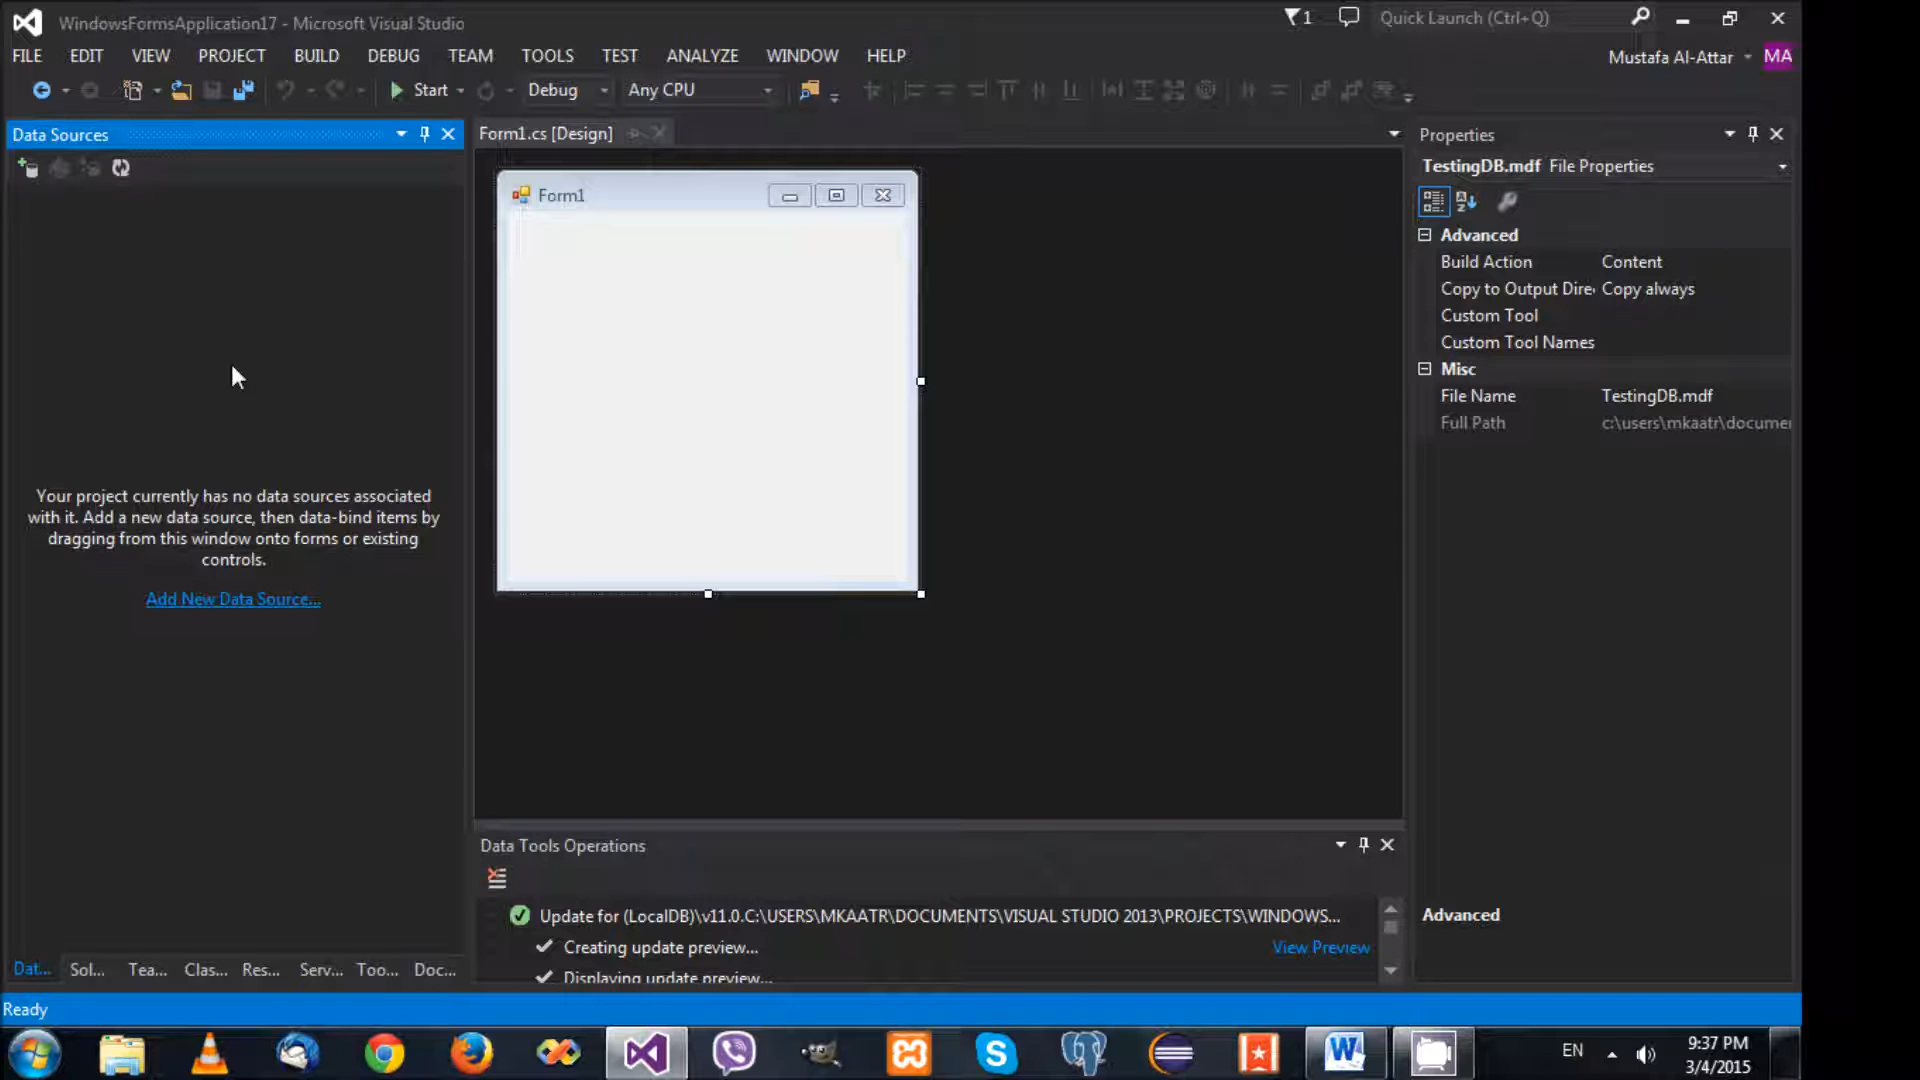 WindowsFormsApplication17 - Microsoft Visual Studio
1
Quick Launch (Ctrl+Q)
FILE EDIT VIEW PROJECT BUILD DEBUG TEAM TOOLS TEST ANALYZE WINDOW HELP
Mustafa Al-Attar MA
Start Debug Any CPU
Data Sources
Your project currently has no data sources associated
with it. Add a new data source, then data-bind items by
dragging from this window onto forms or existing
controls.
Add New Data Source...
Dat... Sol... Tea... Clas... Res... Serv... Too... Doc...
Form1.cs [Design]
Form1
Data Tools Operations
Update for (LocalDB)\v11.0.C:\USERS\MKAATR\DOCUMENTS\VISUAL STUDIO 2013\PROJECTS\WINDOWS...
Creating update preview... View Preview
Displaying update preview...
Properties
TestingDB.mdf File Properties
Advanced
Build Action Content
Copy to Output Dire Copy always
Custom Tool
Custom Tool Names
Misc
File Name TestingDB.mdf
Full Path c:\users\mkaatr\docume
Advanced
Ready
EN
9:37 PM
3/4/2015